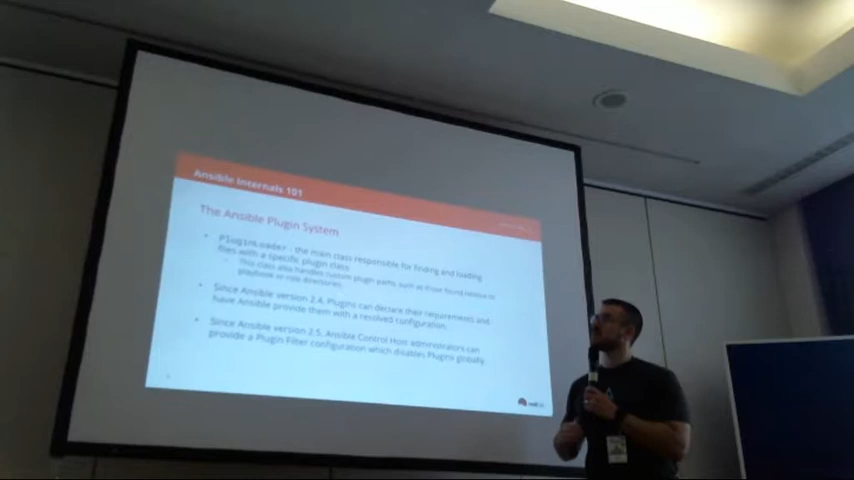 Ansible Internals 101
The Ansible Plugin System
• PluginLoader : the main class responsible for finding and loading
files with a specific plugin class
This class also handles custom plugin paths such as those found relative to
playbook or role directories.
• Since Ansible version 2.4, Plugins can declare their requirements and
have Ansible provide them with a resolved configuration.
• Since Ansible version 2.5, Ansible Control Host administrators can
provide a Plugin Filter configuration which disables Plugins globally.